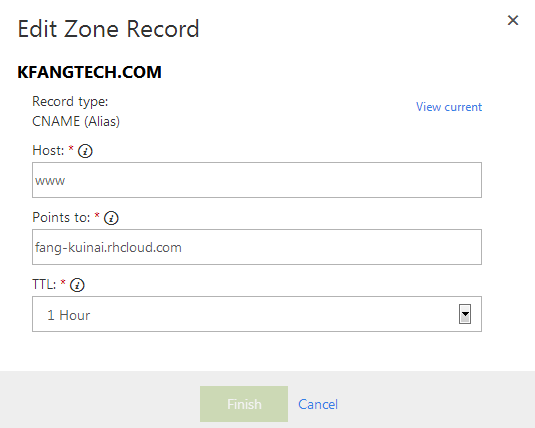 Edit Zone Record
×
KFANGTECH.COM
Record type:
View current
CNAME (Alias)
Host: * i
www
Points to: * i
fang-kuinai.rhcloud.com
TTL: * i
1 Hour
Finish
Cancel